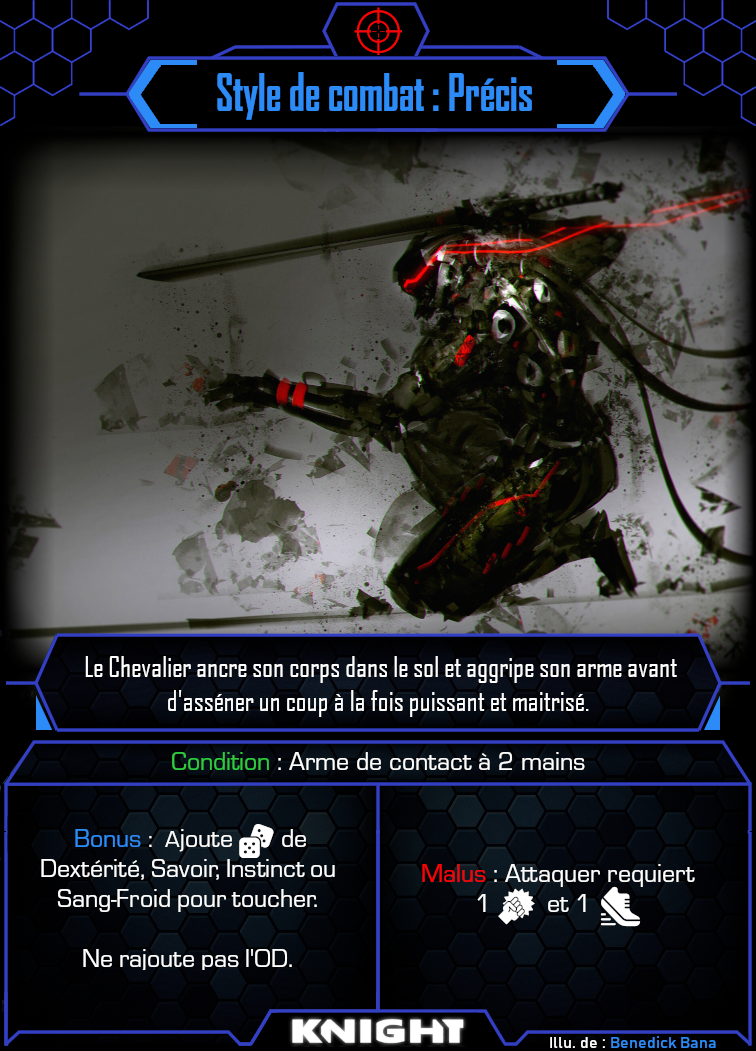 Style de combat : Précis
Le Chevalier ancre son corps dans le sol et aggripe son arme avant
d'asséner un coup à la fois puissant et maitrisé.
Condition : Arme de contact à 2 mains
Bonus : Ajoute de
Dextérité, Savoir, Instinct ou
Sang-Froid pour toucher.
Ne rajoute pas l'OD.
Malus : Attaquer requiert
1 et 1
KNIGHT
Illu. de : Benedick Bana